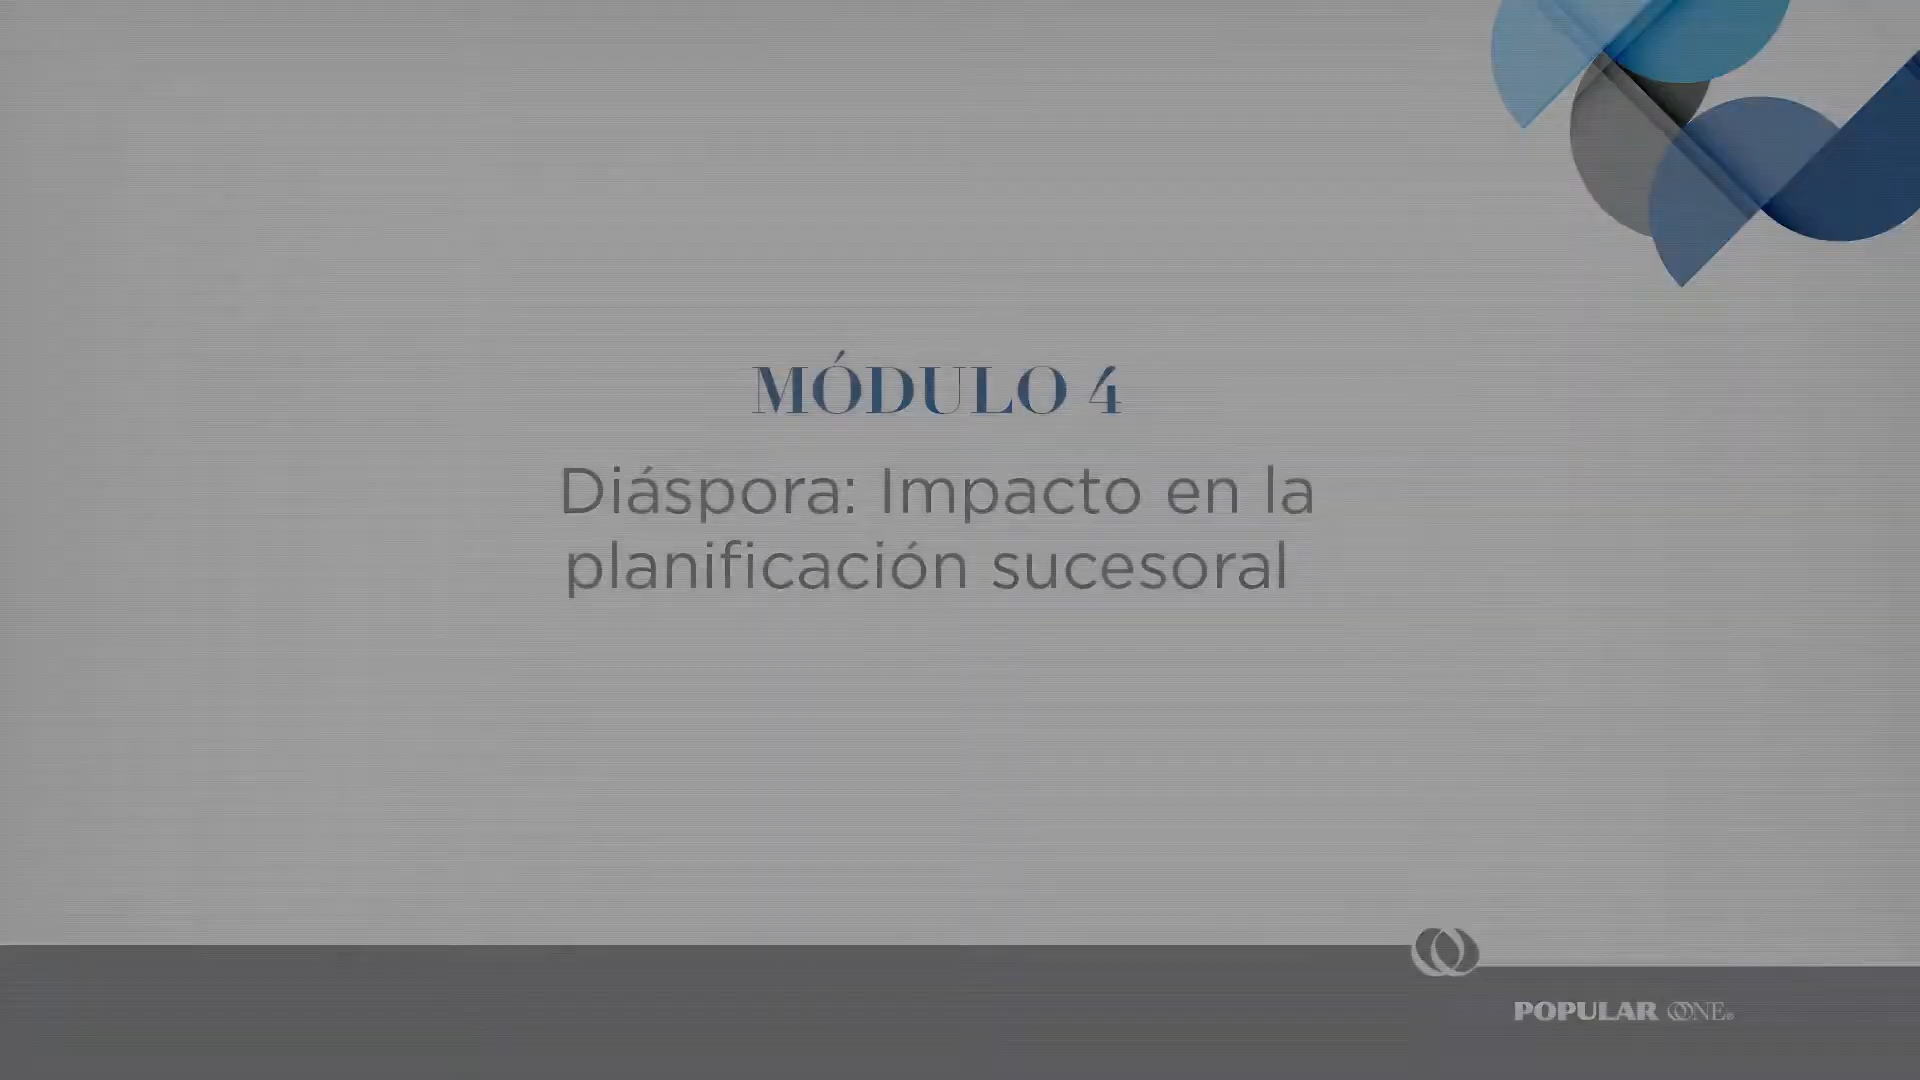 MÓDULO 4
Diáspora: Impacto en la
planificación sucesoral
POPULAR ONE®